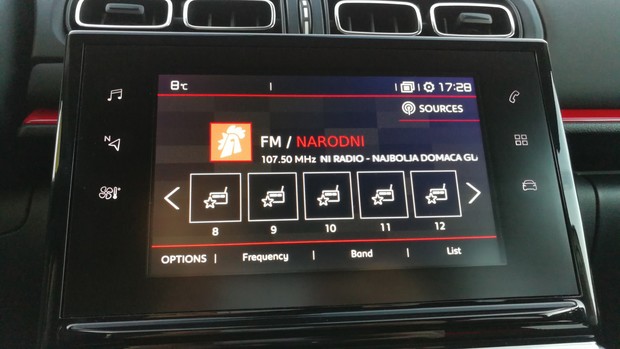 8°C
17:28
SOURCES
FM / NARODNI
107.50 MHz NI RADIO - NAJBOLJA DOMACA GL
8 9 10 11 12
OPTIONS Frequency Band List
N